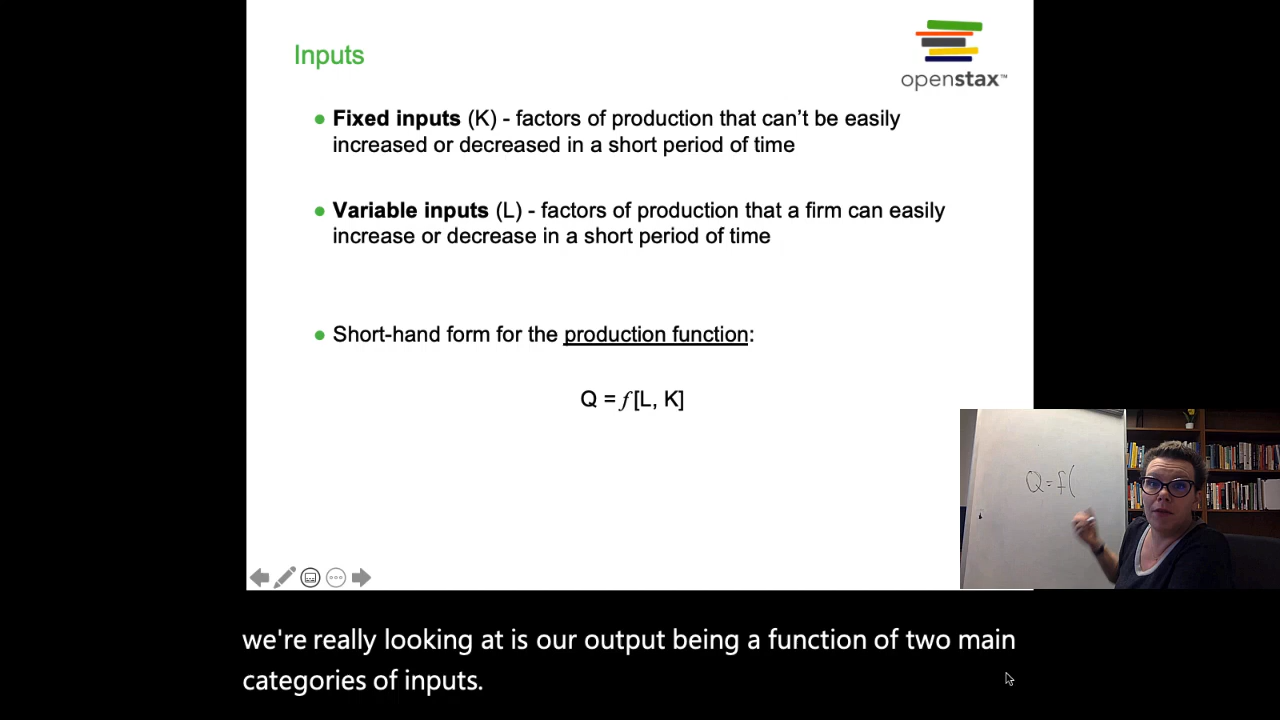 Inputs
openstax™
● Fixed inputs (K) - factors of production that can't be easily
increased or decreased in a short period of time
● Variable inputs (L) - factors of production that a firm can easily
increase or decrease in a short period of time
● Short-hand form for the production function:
Q = f[L, K]
Q=f(
we're really looking at is our output being a function of two main
categories of inputs.